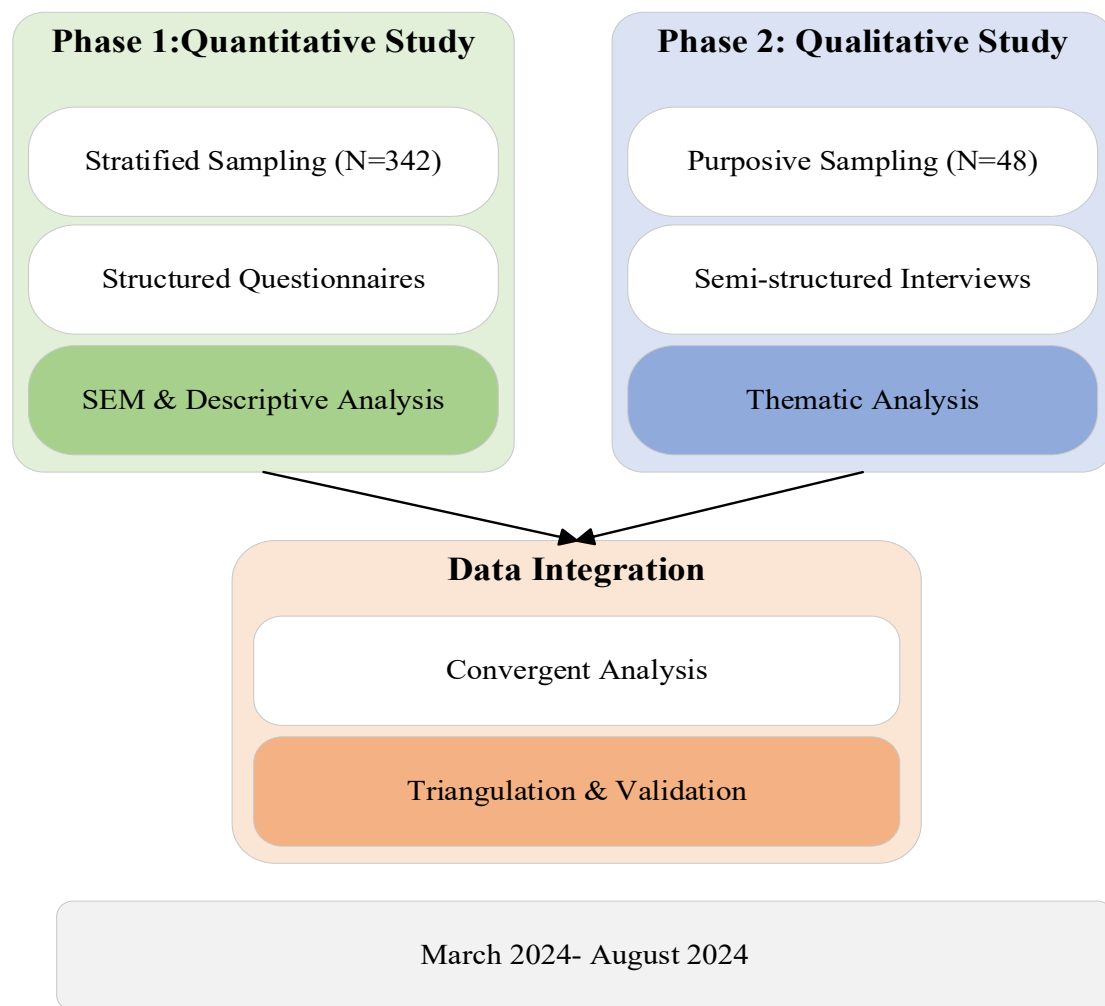 Phase 1:Quantitative Study
Stratified Sampling (N=342)
Structured Questionnaires
SEM & Descriptive Analysis
Phase 2: Qualitative Study
Purposive Sampling (N=48)
Semi-structured Interviews
Thematic Analysis
Data Integration
Convergent Analysis
Triangulation & Validation
March 2024- August 2024